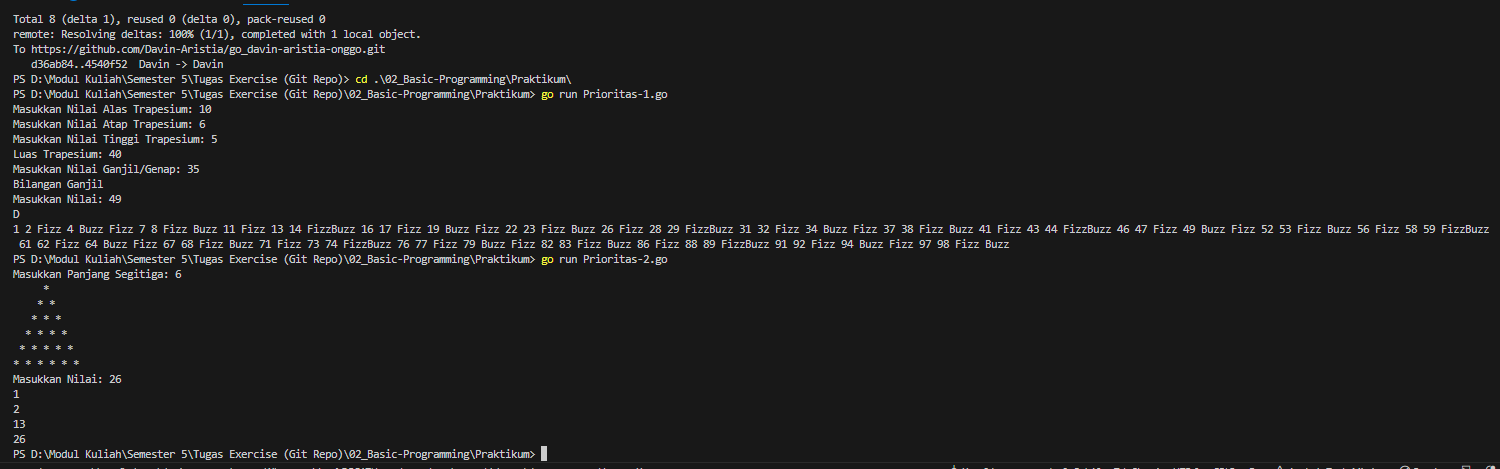 Total 8 (delta 1), reused 0 (delta 0), pack-reused 0
remote: Resolving deltas: 100% (1/1), completed with 1 local object.
To https://github.com/Davin-Aristia/go_davin-aristia-onggo.git
   d36ab84..4540f52  Davin -> Davin
PS D:\Modul Kuliah\Semester 5\Tugas Exercise (Git Repo)> cd .\02_Basic-Programming\Praktikum\
PS D:\Modul Kuliah\Semester 5\Tugas Exercise (Git Repo)\02_Basic-Programming\Praktikum> go run Prioritas-1.go
Masukkan Nilai Alas Trapesium: 10
Masukkan Nilai Atap Trapesium: 6
Masukkan Nilai Tinggi Trapesium: 5
Luas Trapesium: 40
Masukkan Nilai Ganjil/Genap: 35
Bilangan Ganjil
Masukkan Nilai: 49
D
1 2 Fizz 4 Buzz Fizz 7 8 Fizz Buzz 11 Fizz 13 14 FizzBuzz 16 17 Fizz 19 Buzz Fizz 22 23 Fizz Buzz 26 Fizz 28 29 FizzBuzz 31 32 Fizz 34 Buzz Fizz 37 38 Fizz Buzz 41 Fizz 43 44 FizzBuzz 46 47 Fizz 49 Buzz Fizz 52 53 Fizz Buzz 56 Fizz 58 59 FizzBuzz
 61 62 Fizz 64 Buzz Fizz 67 68 Fizz Buzz 71 Fizz 73 74 FizzBuzz 76 77 Fizz 79 Buzz Fizz 82 83 Fizz Buzz 86 Fizz 88 89 FizzBuzz 91 92 Fizz 94 Buzz Fizz 97 98 Fizz Buzz
PS D:\Modul Kuliah\Semester 5\Tugas Exercise (Git Repo)\02_Basic-Programming\Praktikum> go run Prioritas-2.go
Masukkan Panjang Segitiga: 6
     *
    * *
   * * *
  * * * *
 * * * * *
* * * * * *
Masukkan Nilai: 26
1
2
13
26
PS D:\Modul Kuliah\Semester 5\Tugas Exercise (Git Repo)\02_Basic-Programming\Praktikum>